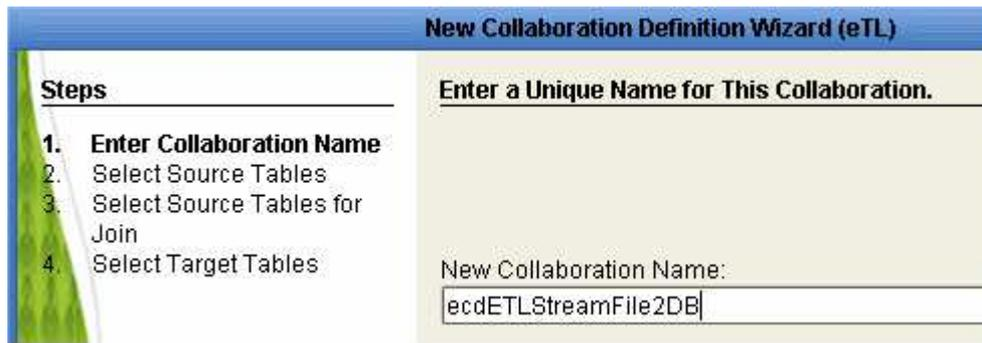 New Collaboration Definition Wizard (eTL)
Steps
1. Enter Collaboration Name
2. Select Source Tables
3. Select Source Tables for
Join
4. Select Target Tables
Enter a Unique Name for This Collaboration.
New Collaboration Name:
ecdETLStreamFile2DB